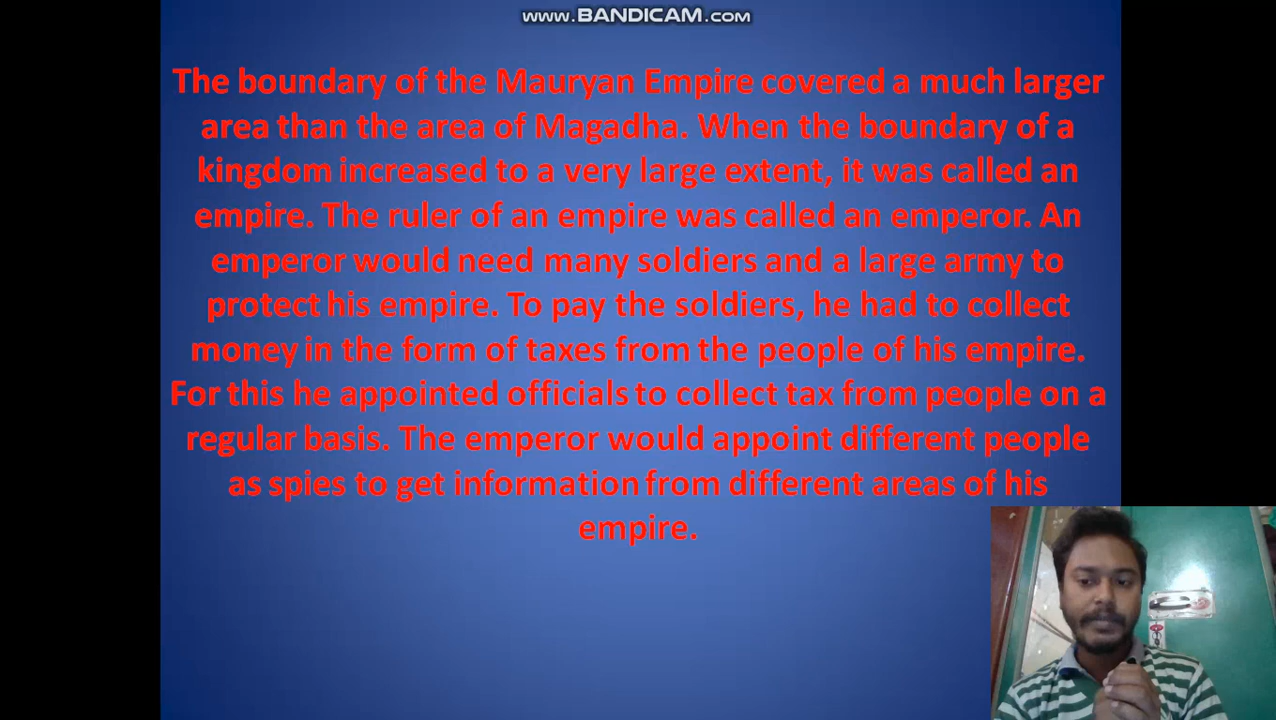 www.BANDICAM.com
The boundary of the Mauryan Empire covered a much larger
area than the area of Magadha. When the boundary of a
kingdom increased to a very large extent, it was called an
empire. The ruler of an empire was called an emperor. An
emperor would need many soldiers and a large army to
protect his empire. To pay the soldiers, he had to collect
money in the form of taxes from the people of his empire.
For this he appointed officials to collect tax from people on a
regular basis. The emperor would appoint different people
as spies to get information from different areas of his
empire.